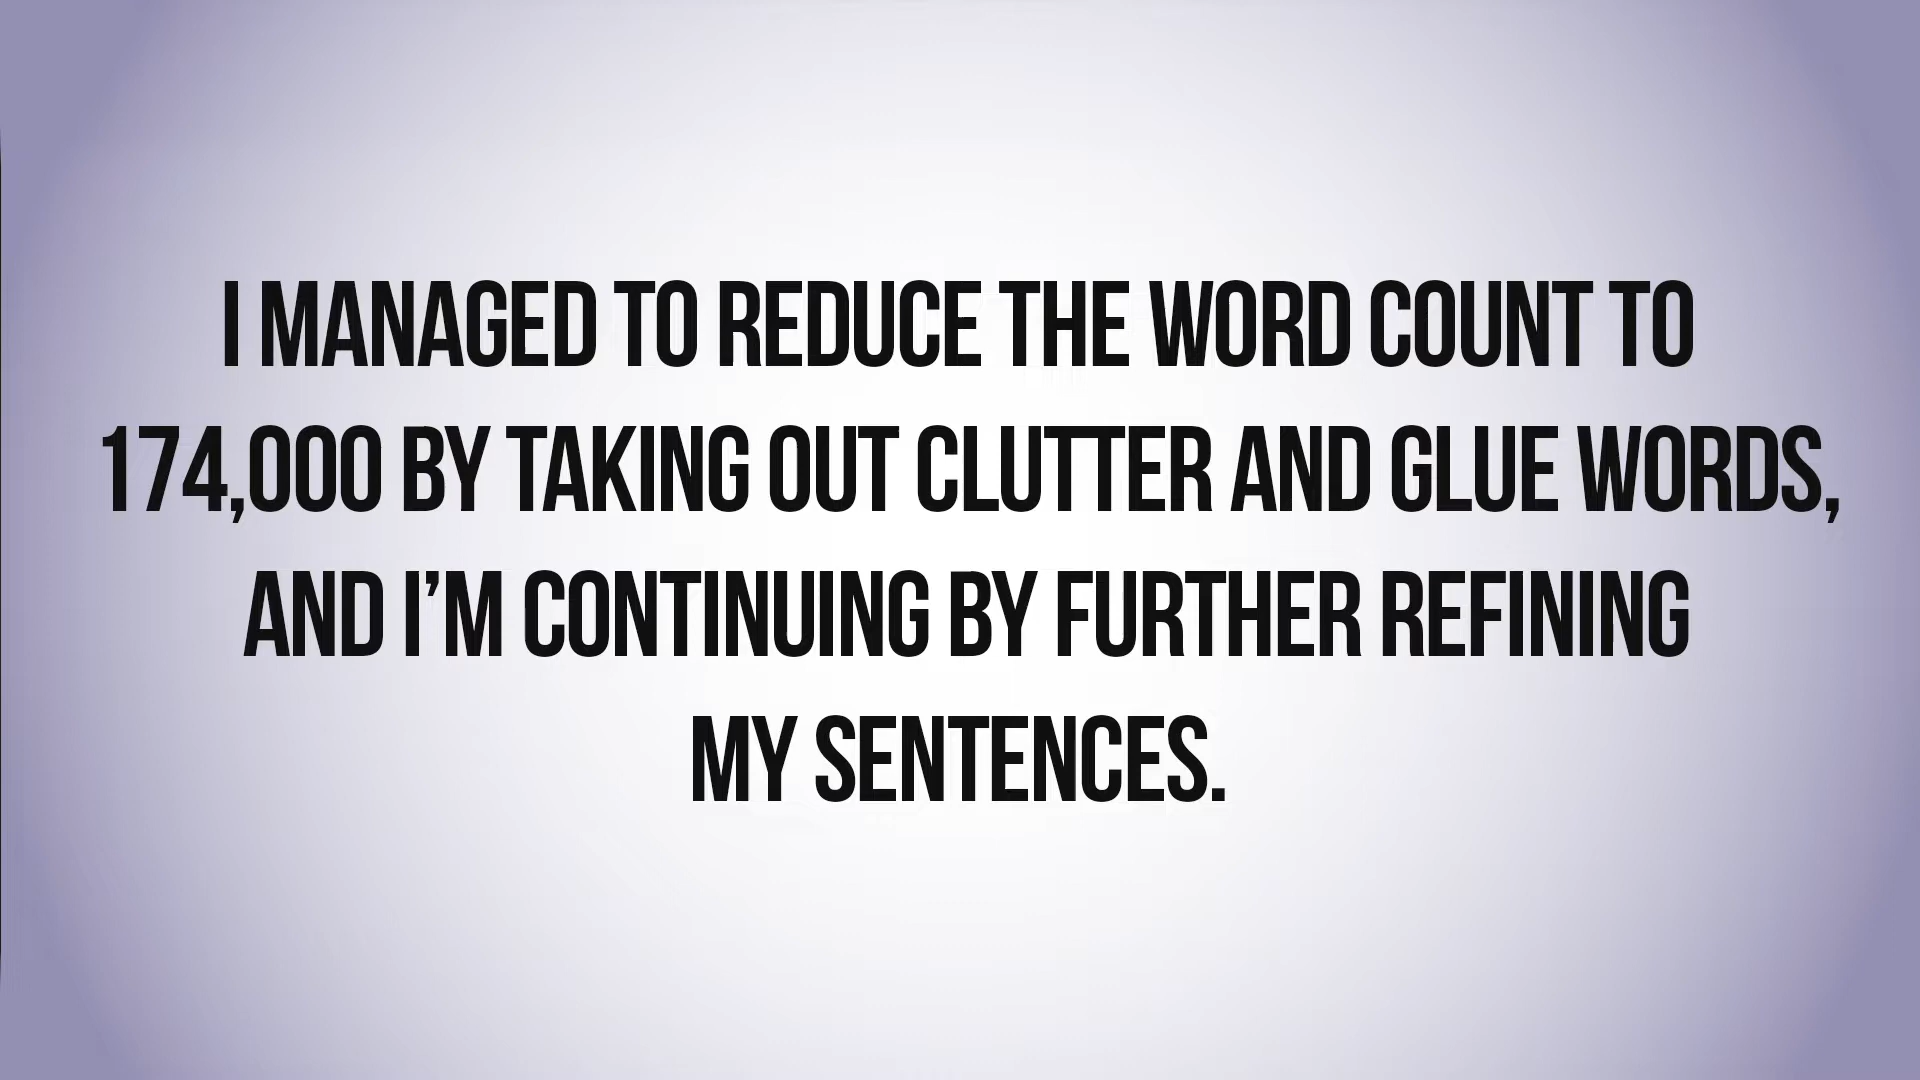 I MANAGED TO REDUCE THE WORD COUNT TO
174,000 BY TAKING OUT CLUTTER AND GLUE WORDS,
AND I’M CONTINUING BY FURTHER REFINING
MY SENTENCES.